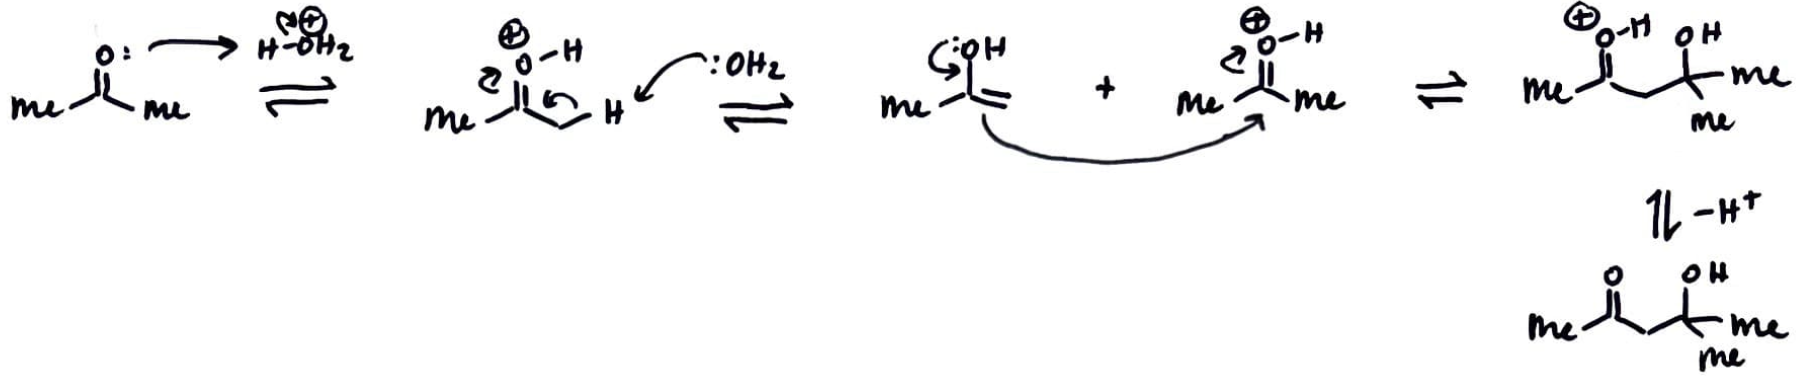 O: H-OH2 ⊕
me me
⊕ O-H
me H
:OH2
:OH
me
+
⊕ O-H
me me
⊕ O-H OH
me me
me
-H+
O OH
me me
me